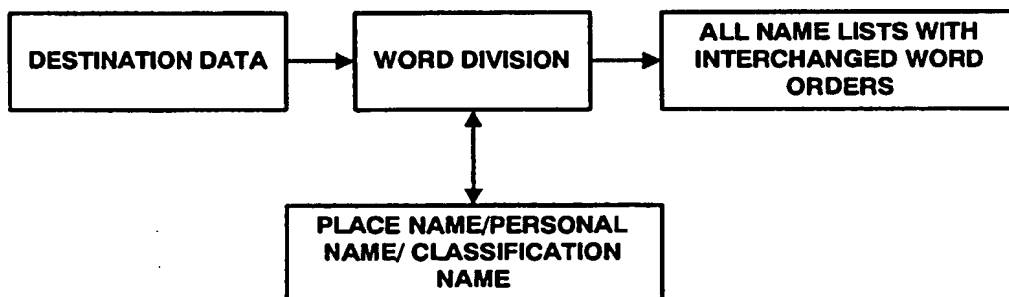 DESTINATION DATA
WORD DIVISION
ALL NAME LISTS WITH
INTERCHANGED WORD
ORDERS
PLACE NAME/PERSONAL
NAME/ CLASSIFICATION
NAME